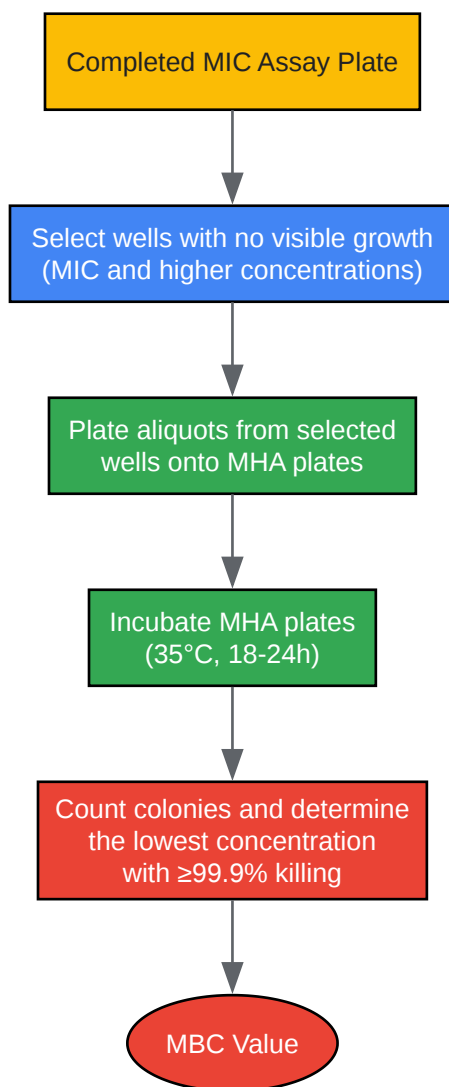 Completed MIC Assay Plate
Select wells with no visible growth
(MIC and higher concentrations)
Plate aliquots from selected
wells onto MHA plates
Incubate MHA plates
(35°C, 18-24h)
Count colonies and determine
the lowest concentration
with ≥99.9% killing
MBC Value